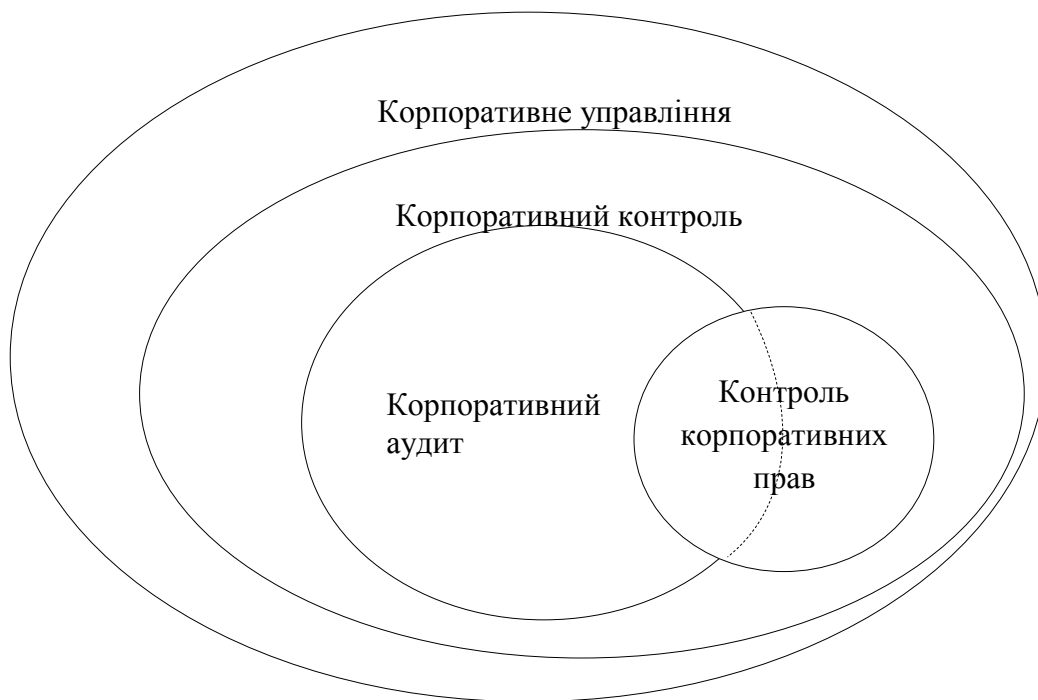 Корпоративне управління
Корпоративний контроль
Корпоративний
аудит
Контроль
корпоративних
прав